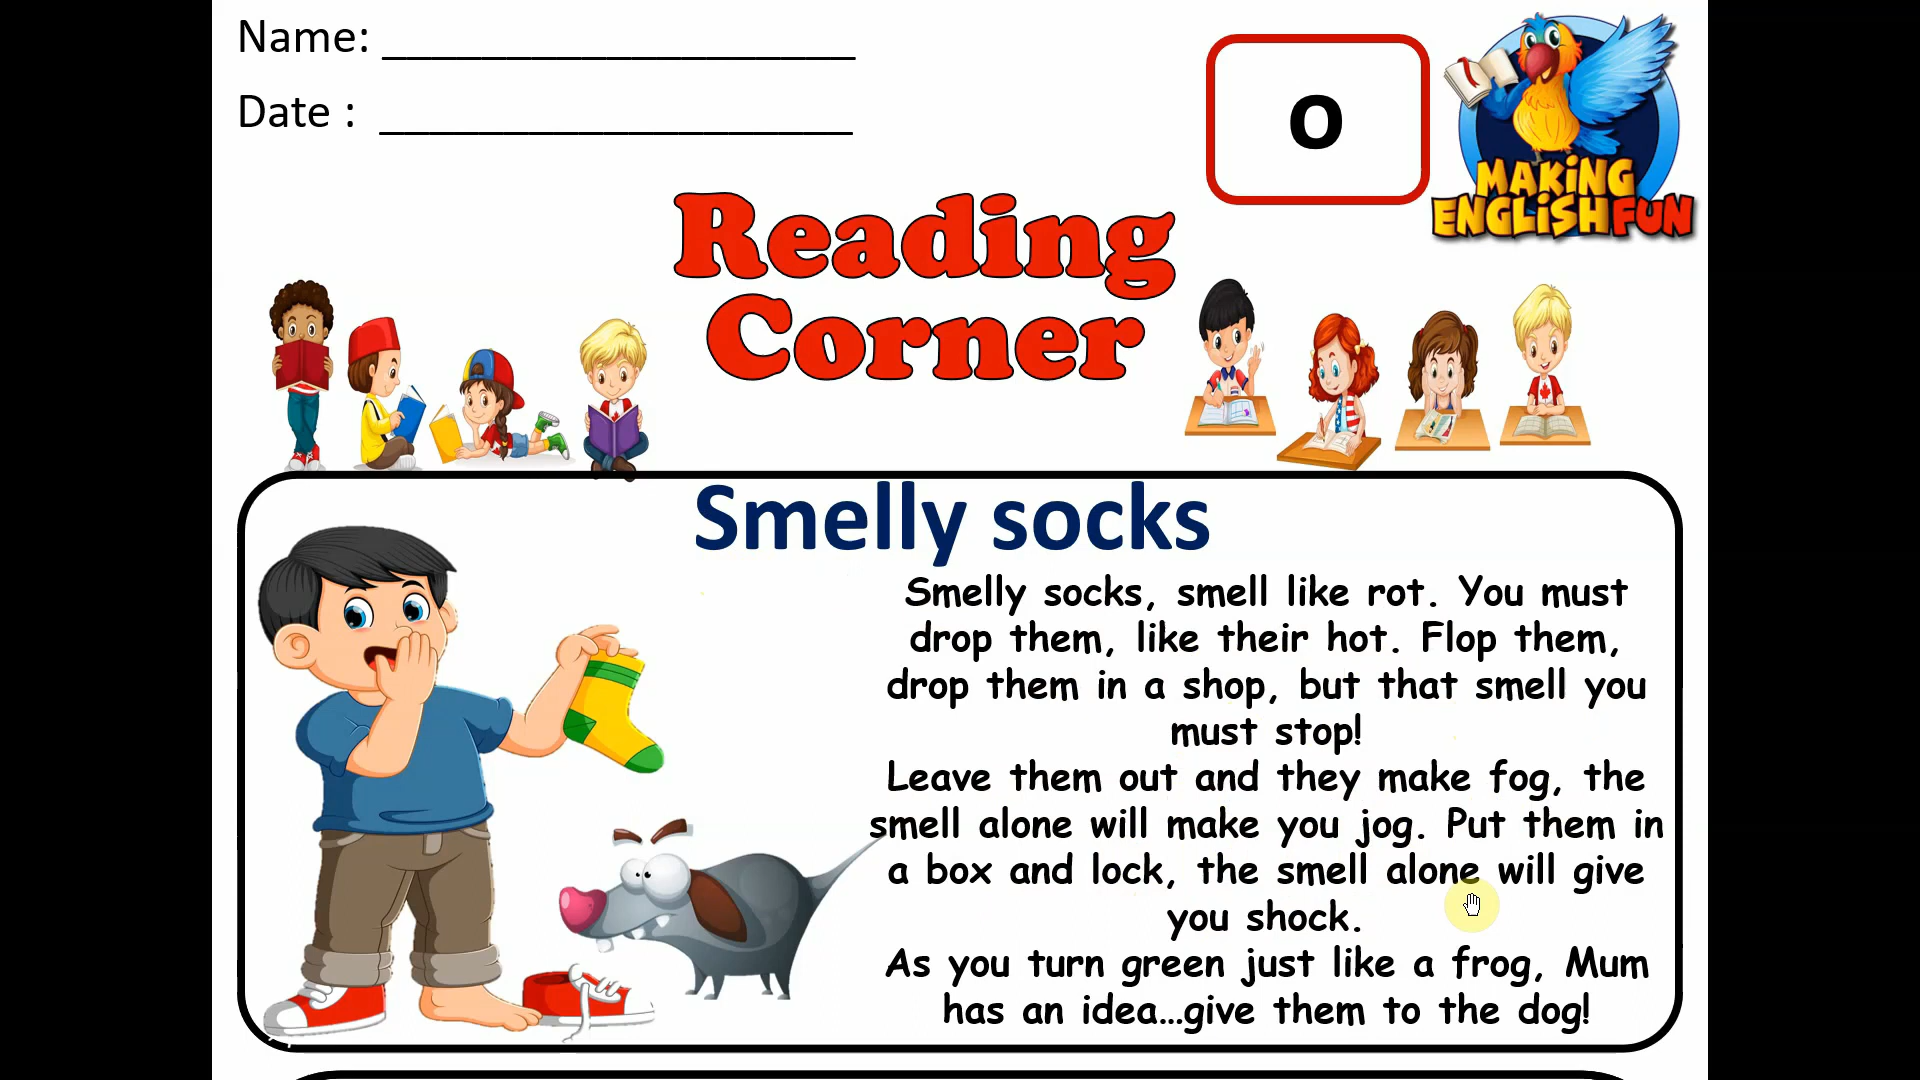 Name: ___________________
Date : ___________________
o
MAKiNG
ENGLiSHFUN
Reading
Corner
Smelly socks
Smelly socks, smell like rot. You must
drop them, like their hot. Flop them,
drop them in a shop, but that smell you
must stop!
Leave them out and they make fog, the
smell alone will make you jog. Put them in
a box and lock, the smell alone will give
you shock.
As you turn green just like a frog, Mum
has an idea...give them to the dog!